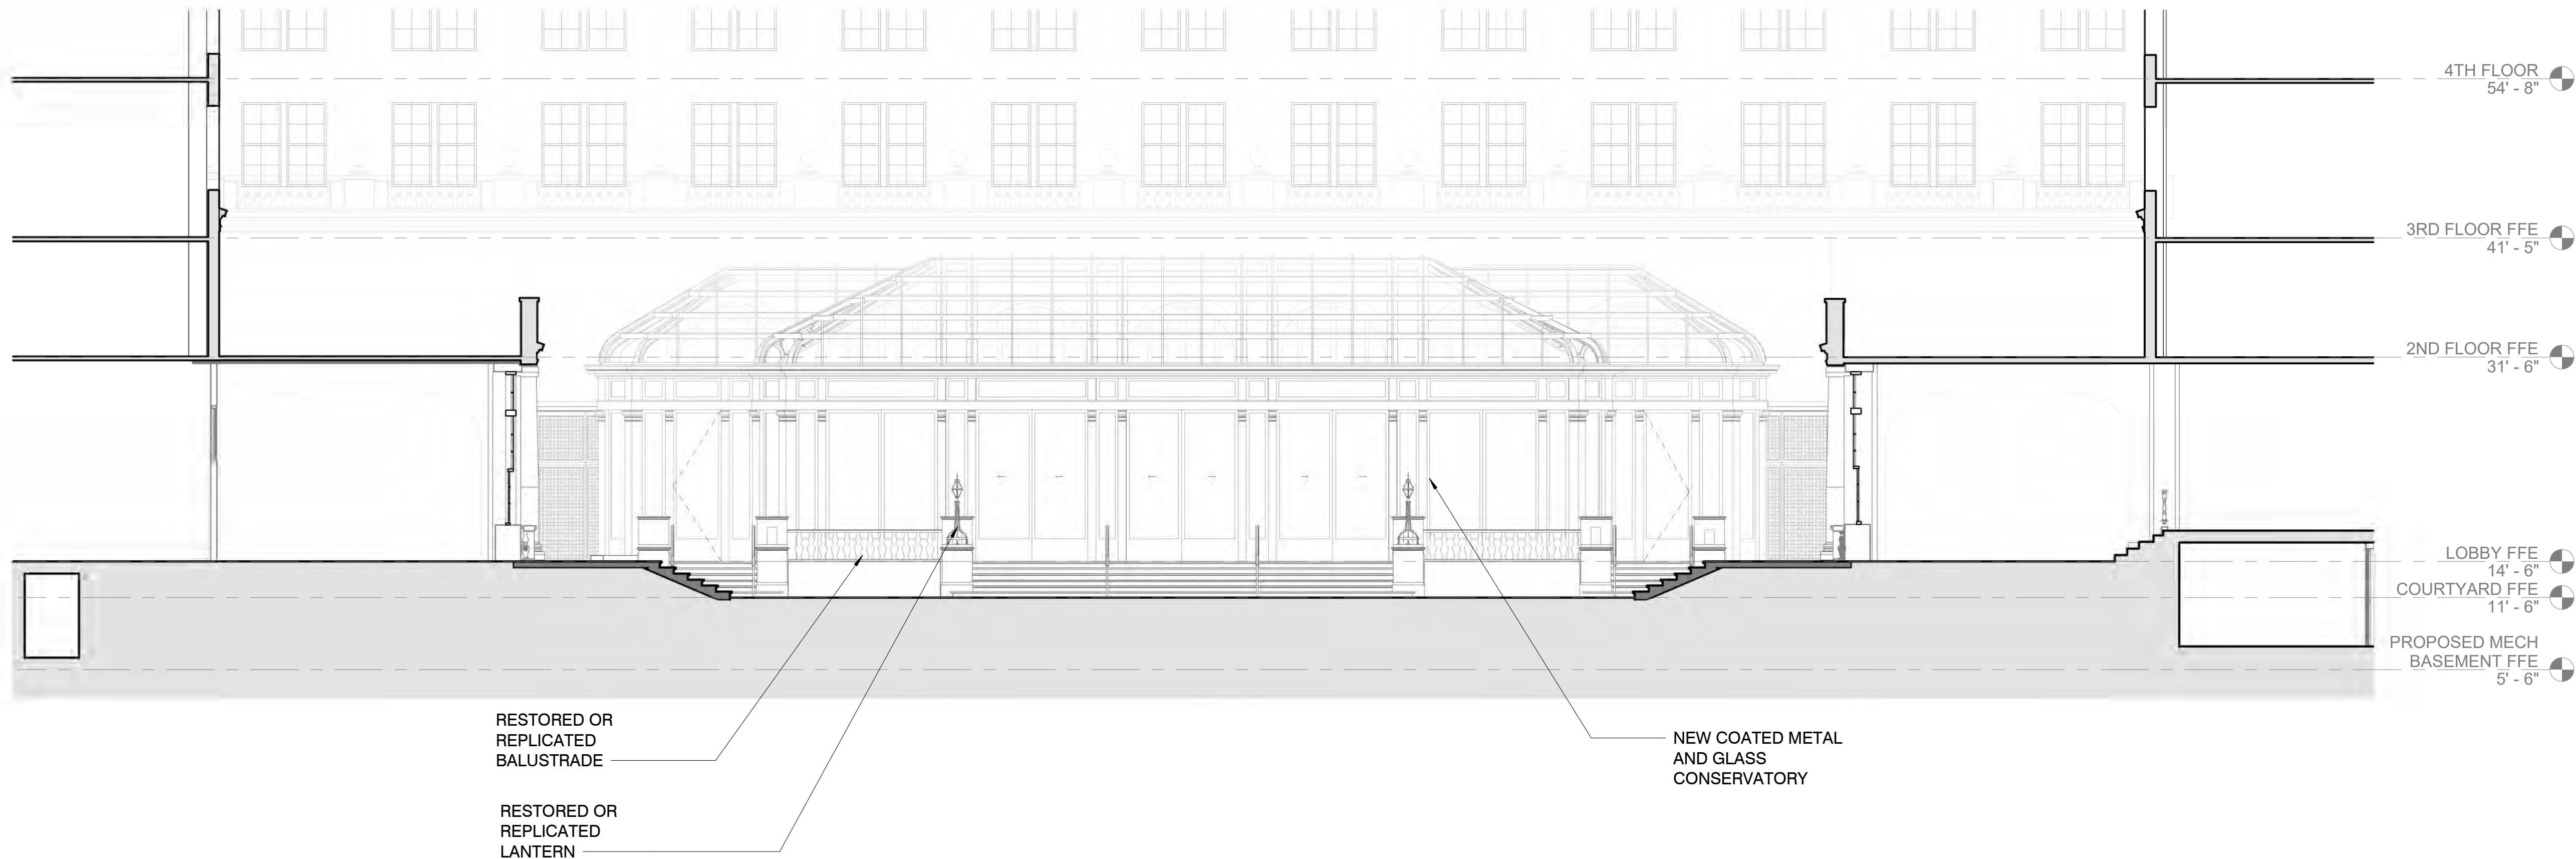 4TH FLOOR
54' - 8"
3RD FLOOR FFE
41' - 5"
2ND FLOOR FFE
31' - 6"
LOBBY FFE
14' - 6"
COURTYARD FFE
11' - 6"
PROPOSED MECH
BASEMENT FFE
5' - 6"
RESTORED OR
REPLICATED
BALUSTRADE
RESTORED OR
REPLICATED
LANTERN
NEW COATED METAL
AND GLASS
CONSERVATORY